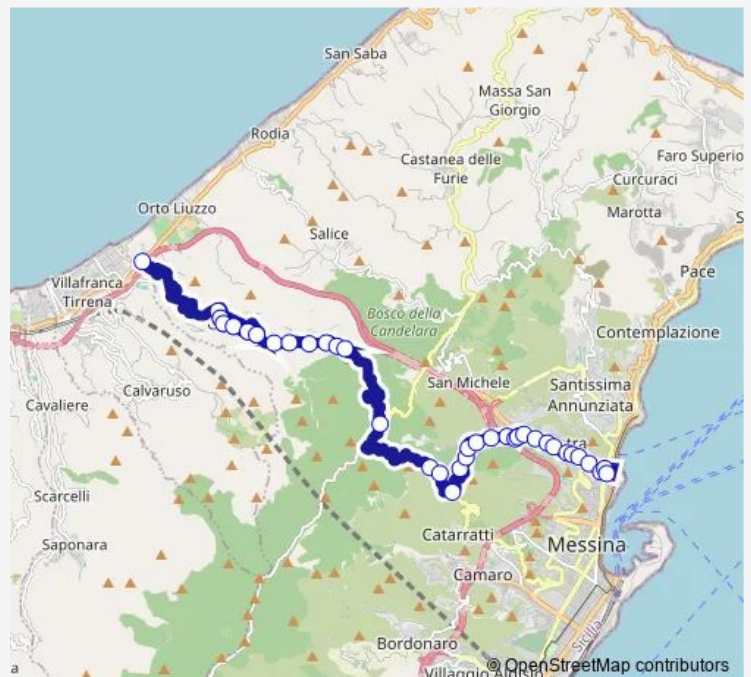 San Saba
Massa San
Giorgio
Rodia
Castanea delle
Furie
Faro Superio
Curcuraci
Orto Liuzzo
Marotta
S
Salice
Pace
Villafranca
Tirrena
Bosco della
Candelara
Contemplazione
San Michele
Santissima
Annunziata
Calvaruso
Cavaliere
tra
Scarcelli
Catarratti
Messina
Saponara
Camaro
Bordonaro
Sicilia
a
© OpenStreetMap contributors